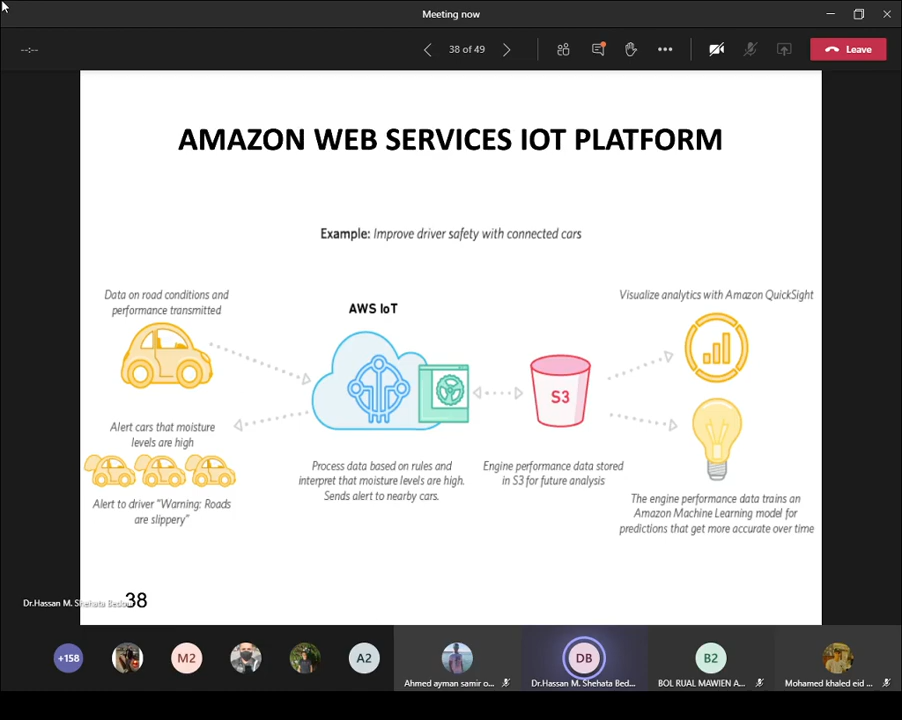 Meeting now
--:--
38 of 49
Leave
AMAZON WEB SERVICES IOT PLATFORM
Example: Improve driver safety with connected cars
Data on road conditions and
performance transmitted
AWS IoT
Visualize analytics with Amazon QuickSight
S3
Alert cars that moisture
levels are high
Process data based on rules and
interpret that moisture levels are high.
Sends alert to nearby cars.
Engine performance data stored
in S3 for future analysis
Alert to driver “Warning: Roads
are slippery”
The engine performance data trains an
Amazon Machine Learning model for
predictions that get more accurate over time
Dr.Hassan M. Shehata Bedou
38
+158
M2
A2
DB
B2
Ahmed ayman samir o...
Dr.Hassan M. Shehata Bed...
BOL RUAL MAWIEN A...
Mohamed khaled eid ...